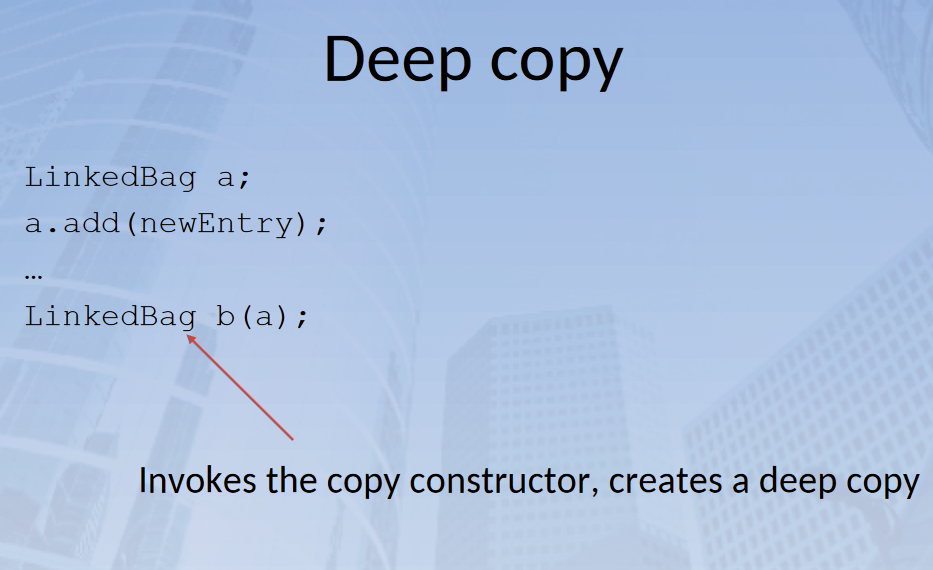 Deep copy
LinkedBag a;
a.add(newEntry);
…
LinkedBag b(a);
Invokes the copy constructor, creates a deep copy